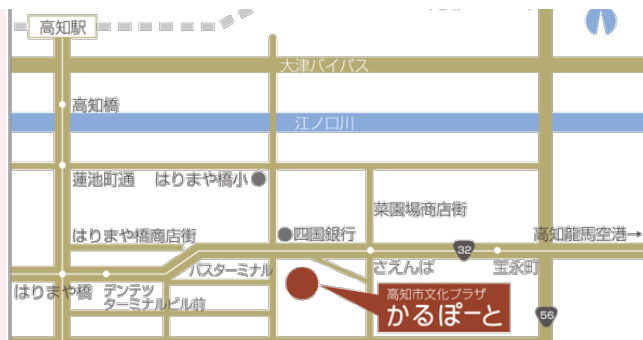 高知駅
大津バイパス
高知橋
江ノ口川
蓮池町通
はりまや橋小
菜園場商店街
はりまや橋商店街
四国銀行
32
高知龍馬空港→
バスターミナル
さえんば
宝永町
はりまや橋
デンテツ
ターミナルビル前
高知市文化プラザ
かるぽーと
56